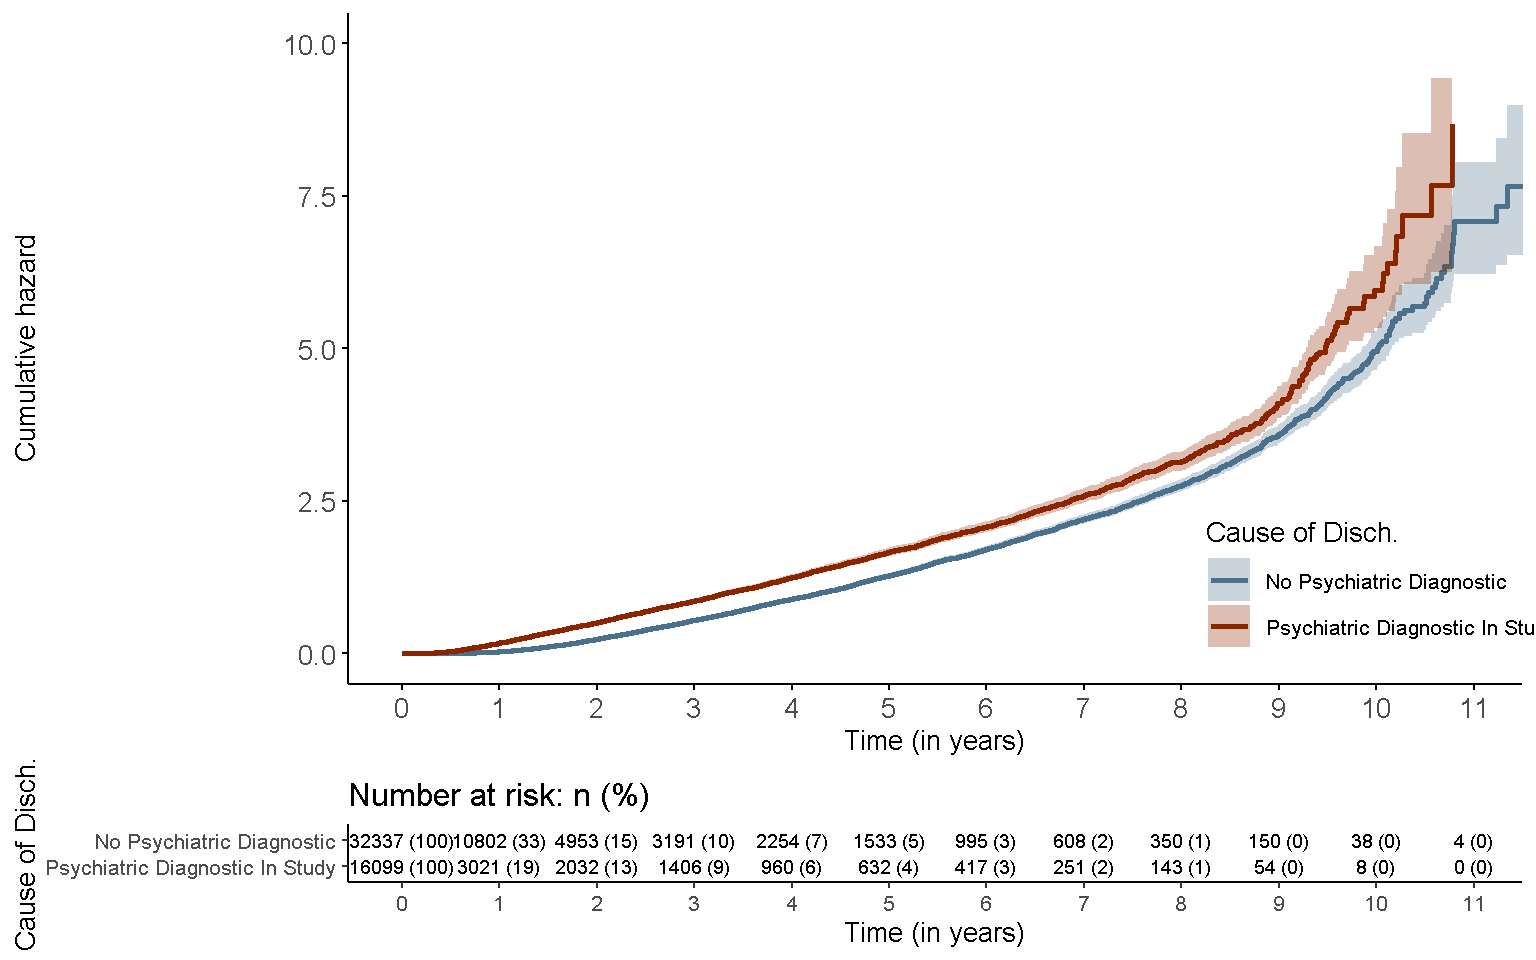 10.0
7.5
5.0
2.5
0.0
Cumulative hazard
Cause of Disch.
No Psychiatric Diagnostic
Psychiatric Diagnostic In Stu
0 1 2 3 4 5 6 7 8 9 10 11
Time (in years)
Number at risk: n (%)
Cause of Disch.
No Psychiatric Diagnostic 32337 (100) 10802 (33) 4953 (15) 3191 (10) 2254 (7) 1533 (5) 995 (3) 608 (2) 350 (1) 150 (0) 38 (0) 4 (0)
Psychiatric Diagnostic In Study 16099 (100) 3021 (19) 2032 (13) 1406 (9) 960 (6) 632 (4) 417 (3) 251 (2) 143 (1) 54 (0) 8 (0) 0 (0)
0 1 2 3 4 5 6 7 8 9 10 11
Time (in years)